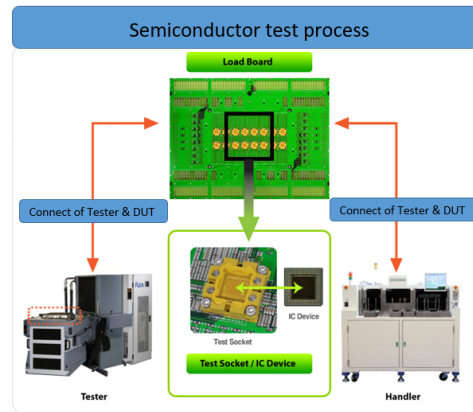 Semiconductor test process
Load Board
Connect of Tester & DUT
Connect of Tester & DUT
Test Socket
IC Device
Test Socket / IC Device
Tester
Handler